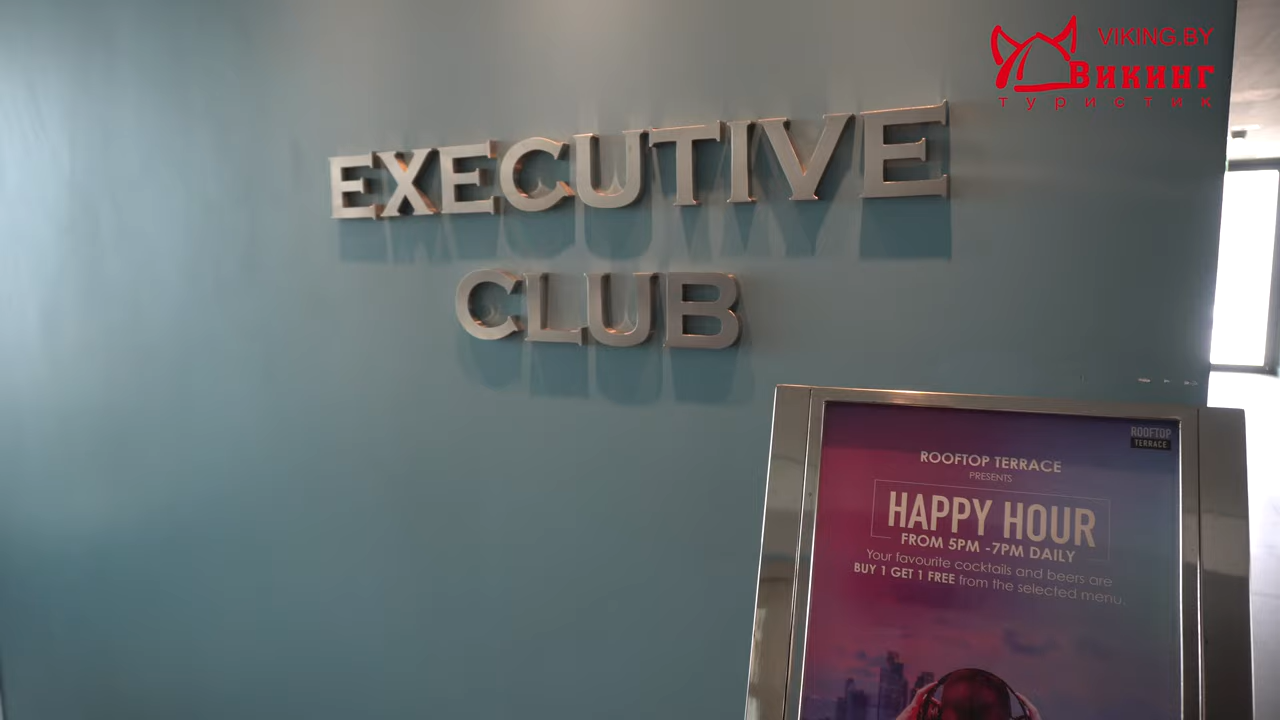 VIKING.BY
Викинг
туристик
EXECUTIVE
CLUB
ROOFTOP
TERRACE
ROOFTOP TERRACE
PRESENTS
HAPPY HOUR
FROM 5PM -7PM DAILY
Your favourite cocktails and beers are
BUY 1 GET 1 FREE from the selected menu.